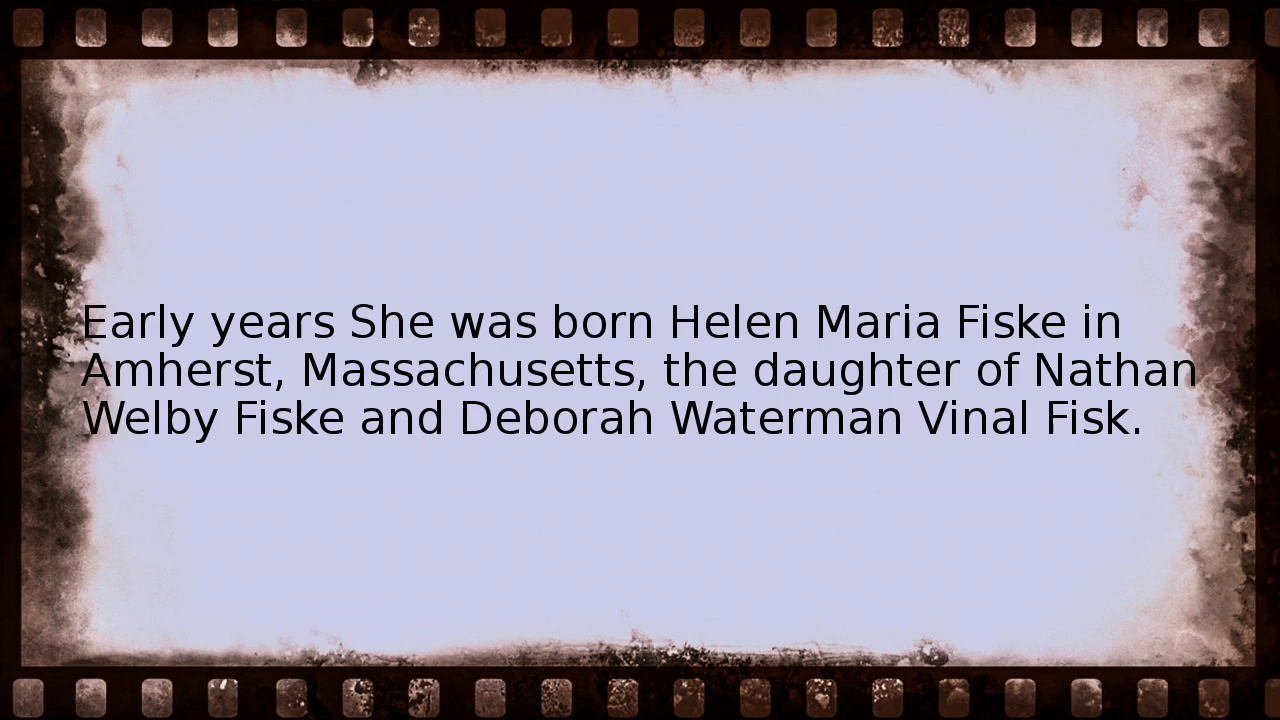 Early years She was born Helen Maria Fiske in
Amherst, Massachusetts, the daughter of Nathan
Welby Fiske and Deborah Waterman Vinal Fisk.